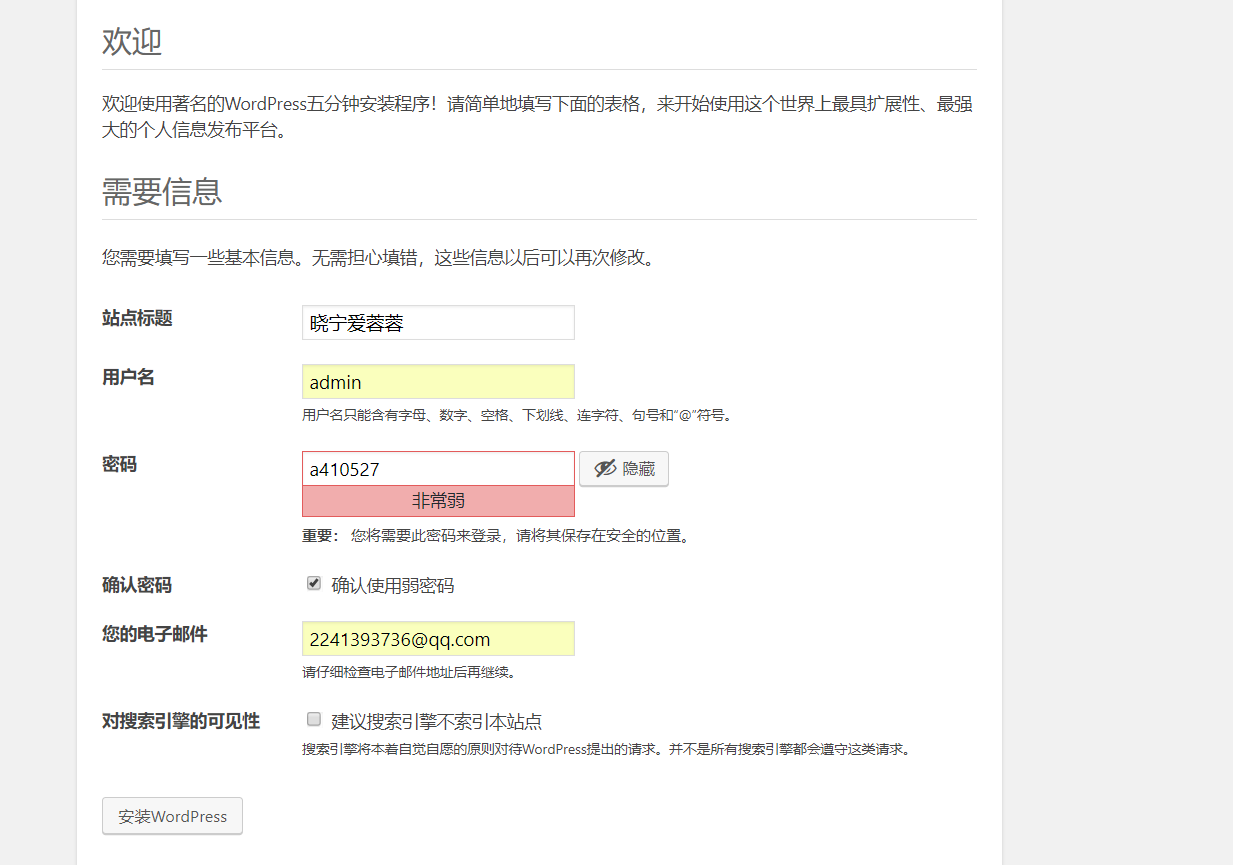 欢迎
欢迎使用著名的WordPress五分钟安装程序！请简单地填写下面的表格，来开始使用这个世界上最具扩展性、最强
大的个人信息发布平台。
需要信息
您需要填写一些基本信息。无需担心填错，这些信息以后可以再次修改。
站点标题
晓宁爱蓉蓉
用户名
admin
用户名只能含有字母、数字、空格、下划线、连字符、句号和“@”符号。
密码
a410527
隐藏
非常弱
重要： 您将需要此密码来登录，请将其保存在安全的位置。
确认密码
确认使用弱密码
您的电子邮件
2241393736@qq.com
请仔细检查电子邮件地址后再继续。
对搜索引擎的可见性
建议搜索引擎不索引本站点
搜索引擎将本着自觉自愿的原则对待WordPress提出的请求。并不是所有搜索引擎都会遵守这类请求。
安装WordPress